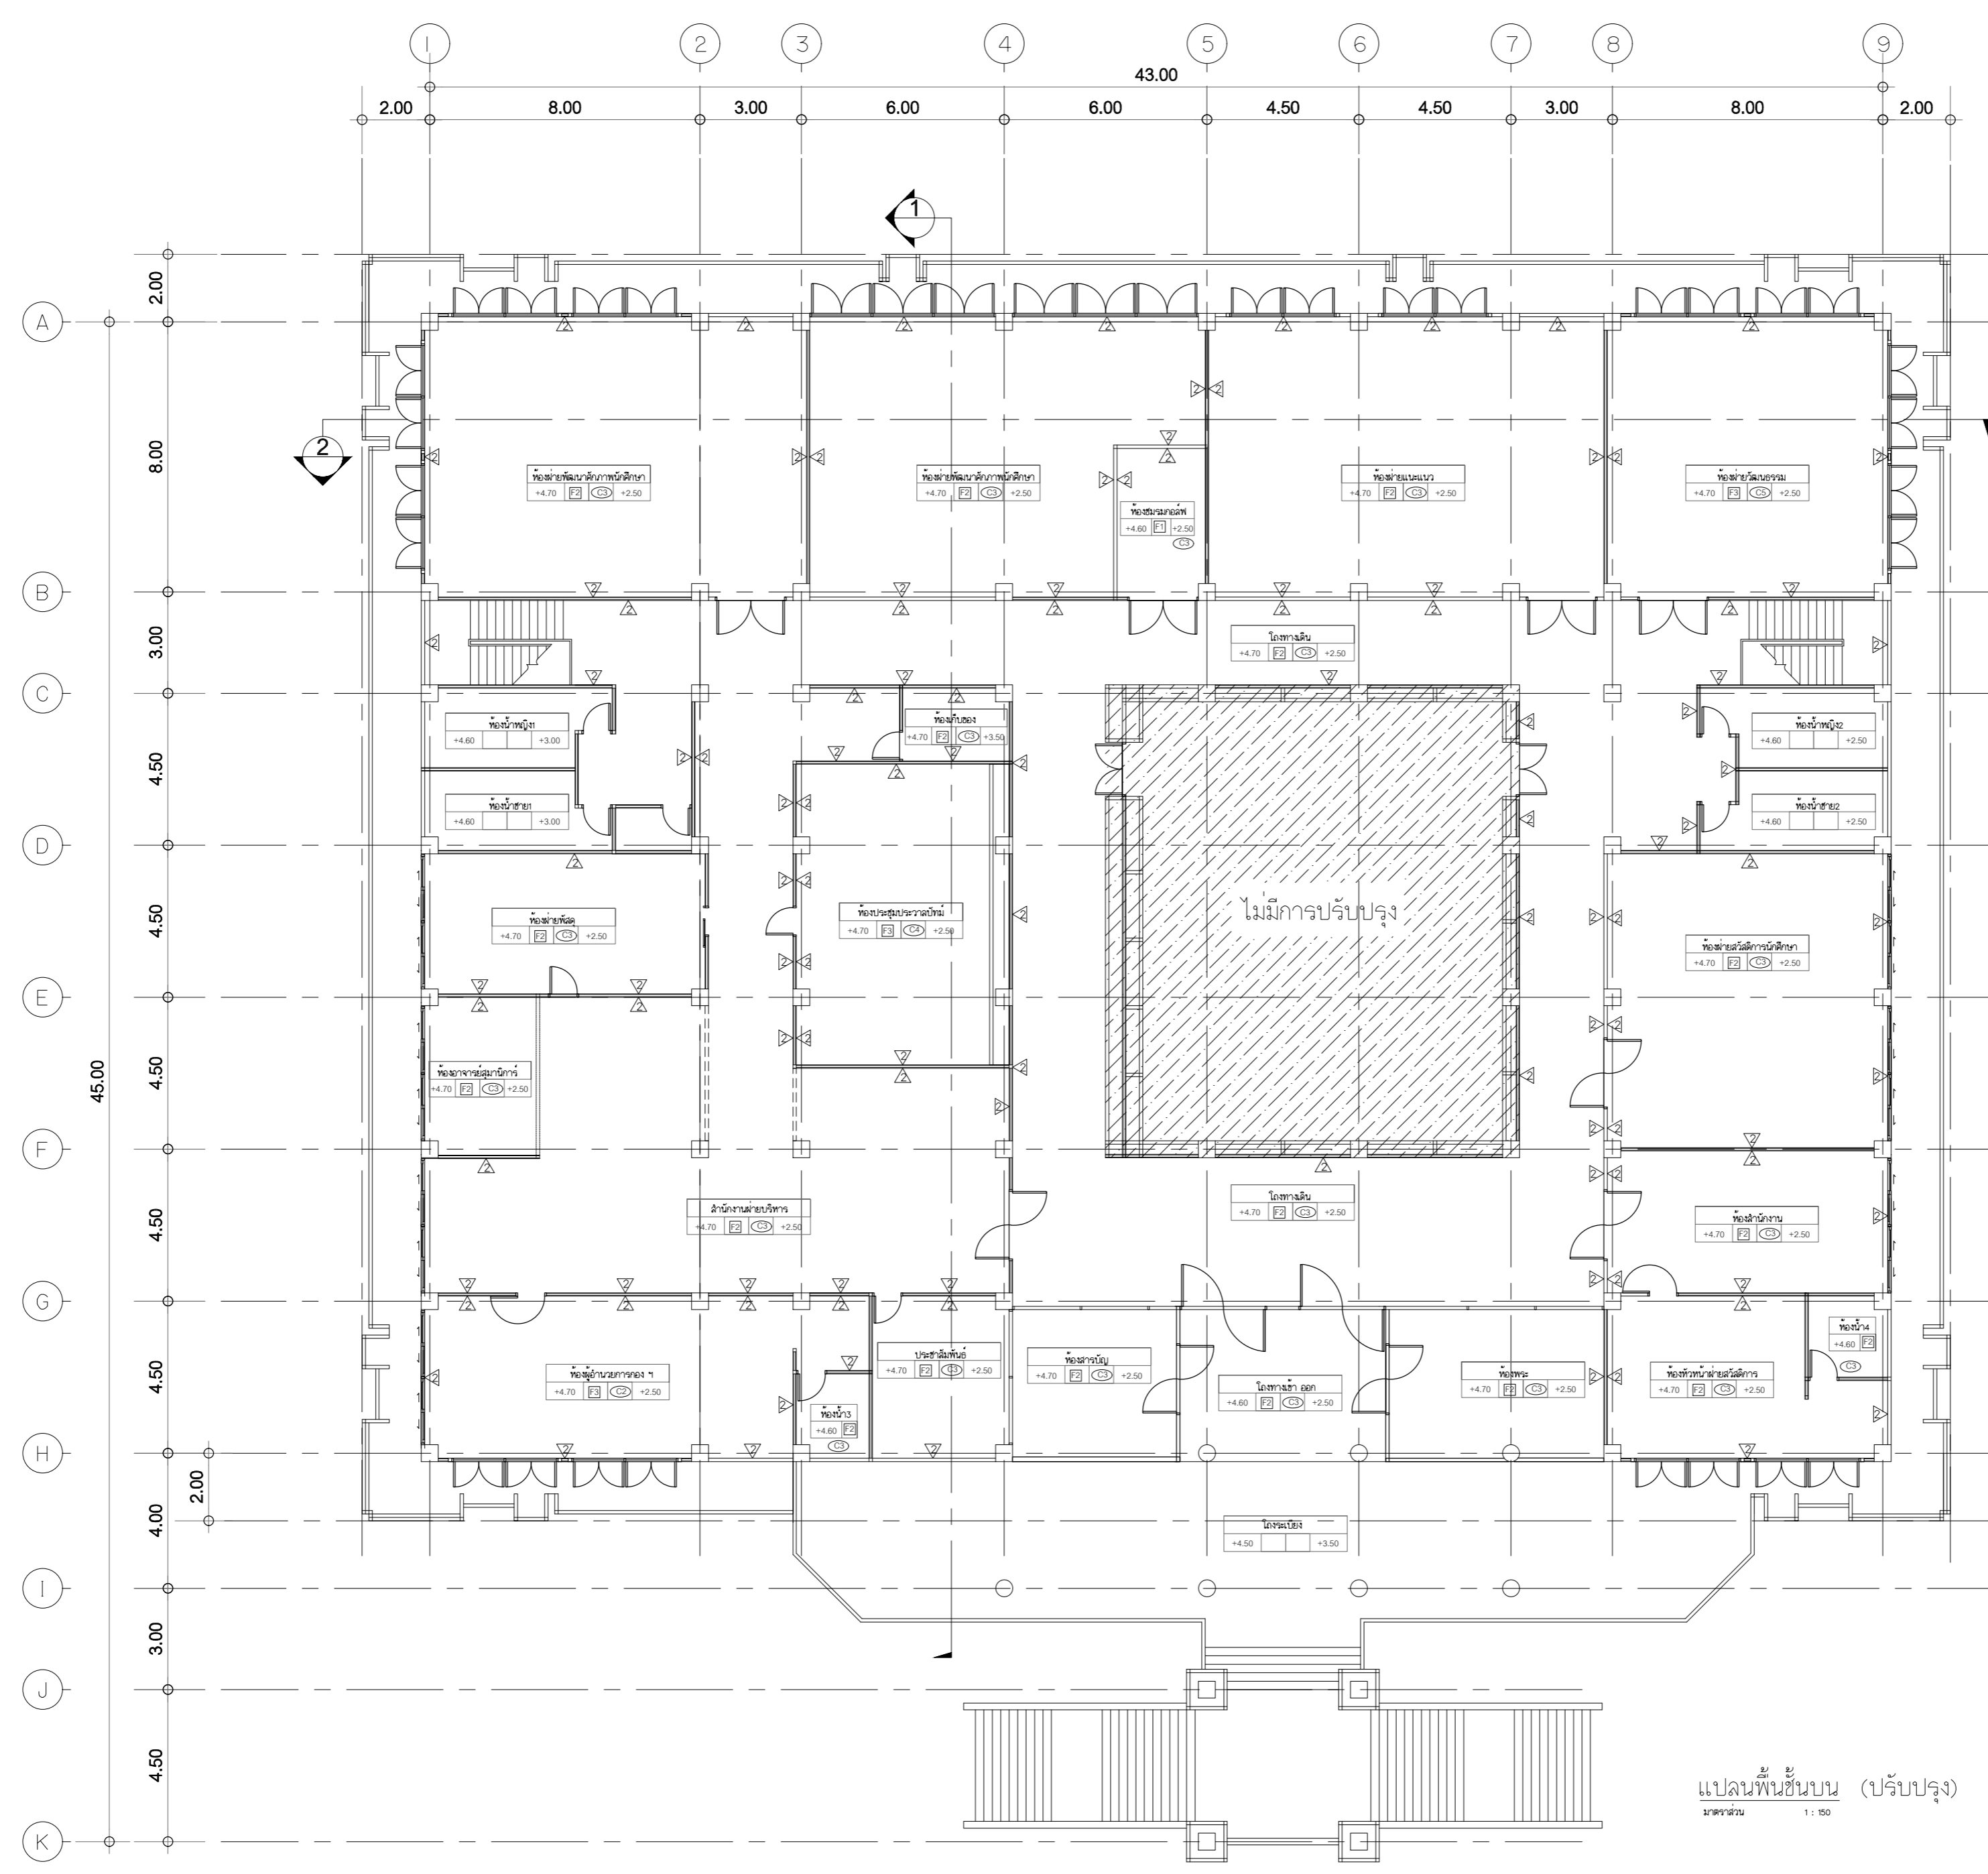 1 2 3 4 5 6 7 8 9
43.00
2.00 8.00 3.00 6.00 6.00 4.50 4.50 3.00 8.00 2.00
1
2
A
B
C
D
E
F
G
H
I
J
K
45.00
2.00
8.00
3.00
4.50
4.50
4.50
4.50
4.50
4.00
2.00
3.00
4.50
ห้องฝ่ายพัฒนาศักภาพนักศึกษา
+4.70 F2 C3 +2.50
ห้องฝ่ายพัฒนาศักภาพนักศึกษา
+4.70 F2 C3 +2.50
ห้องชมรมกอล์ฟ
+4.60 F1 +2.50
C3
ห้องฝ่ายแนะแนว
+4.70 F2 C3 +2.50
ห้องฝ่ายวัฒนธรรม
+4.70 F3 C5 +2.50
โถงทางเดิน
+4.70 F2 C3 +2.50
ห้องน้ำหญิง1
+4.60 +3.00
ห้องเก็บของ
+4.70 F2 C3 +3.50
ห้องน้ำหญิง2
+4.60 +2.50
ห้องน้ำชาย1
+4.60 +3.00
ห้องน้ำชาย2
+4.60 +2.50
ห้องฝ่ายพัสดุ
+4.70 F2 C3 +2.50
ห้องประชุมประวาลปัทม์
+4.70 F3 C4 +2.50
ไม่มีการปรับปรุง
ห้องฝ่ายสวัสดิการนักศึกษา
+4.70 F2 C3 +2.50
ห้องอาจารย์สุมานิการ์
+4.70 F2 C3 +2.50
สำนักงานฝ่ายบริหาร
+4.70 F2 C3 +2.50
โถงทางเดิน
+4.70 F2 C3 +2.50
ห้องสำนักงาน
+4.70 F2 C3 +2.50
ห้องผู้อำนวยการกอง ฯ
+4.70 F3 C2 +2.50
ห้องน้ำ3
+4.60 F2
C3
ประชาสัมพันธ์
+4.70 F2 C3 +2.50
ห้องสารบัญ
+4.70 F2 C3 +2.50
โถงทางเข้า ออก
+4.60 F2 C3 +2.50
ห้องพระ
+4.70 F2 C3 +2.50
ห้องหัวหน้าฝ่ายสวัสดิการ
+4.70 F2 C3 +2.50
ห้องน้ำ4
+4.60 F2
C3
โถงระเบียง
+4.50 +3.50
แปลนพื้นชั้นบน (ปรับปรุง)
มาตราส่วน 1 : 150